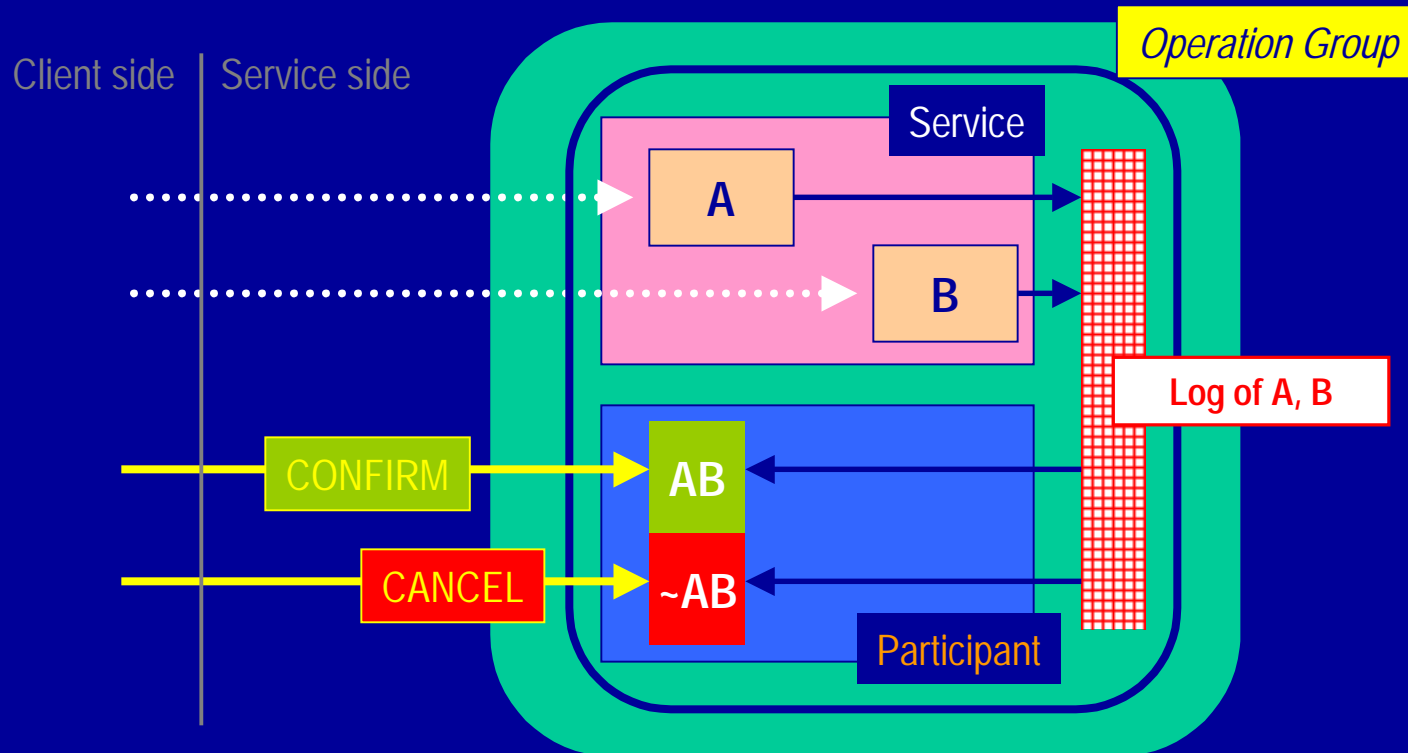 Operation Group
Client side
Service side
Service
A
B
Log of A, B
CONFIRM
AB
CANCEL
~AB
Participant